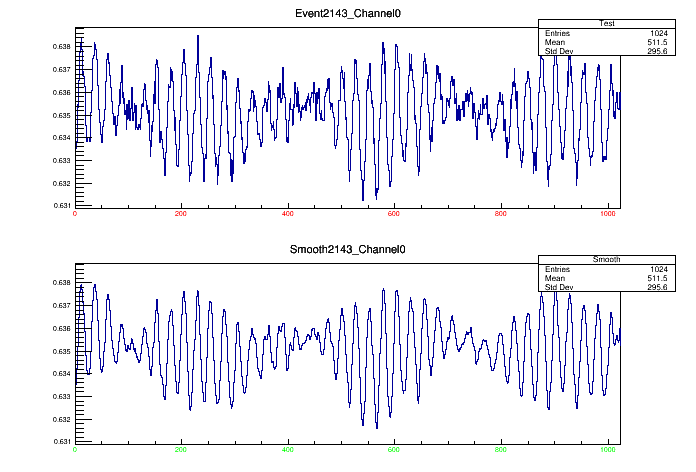 Event2143_Channel0
Test
Entries 1024
Mean 511.5
Std Dev 295.6
0.638
0.637
0.636
0.635
0.634
0.633
0.632
0.631
0 200 400 600 800 1000
Smooth2143_Channel0
Smooth
Entries 1024
Mean 511.5
Std Dev 295.6
0.638
0.637
0.636
0.635
0.634
0.633
0.632
0.631
0 200 400 600 800 1000